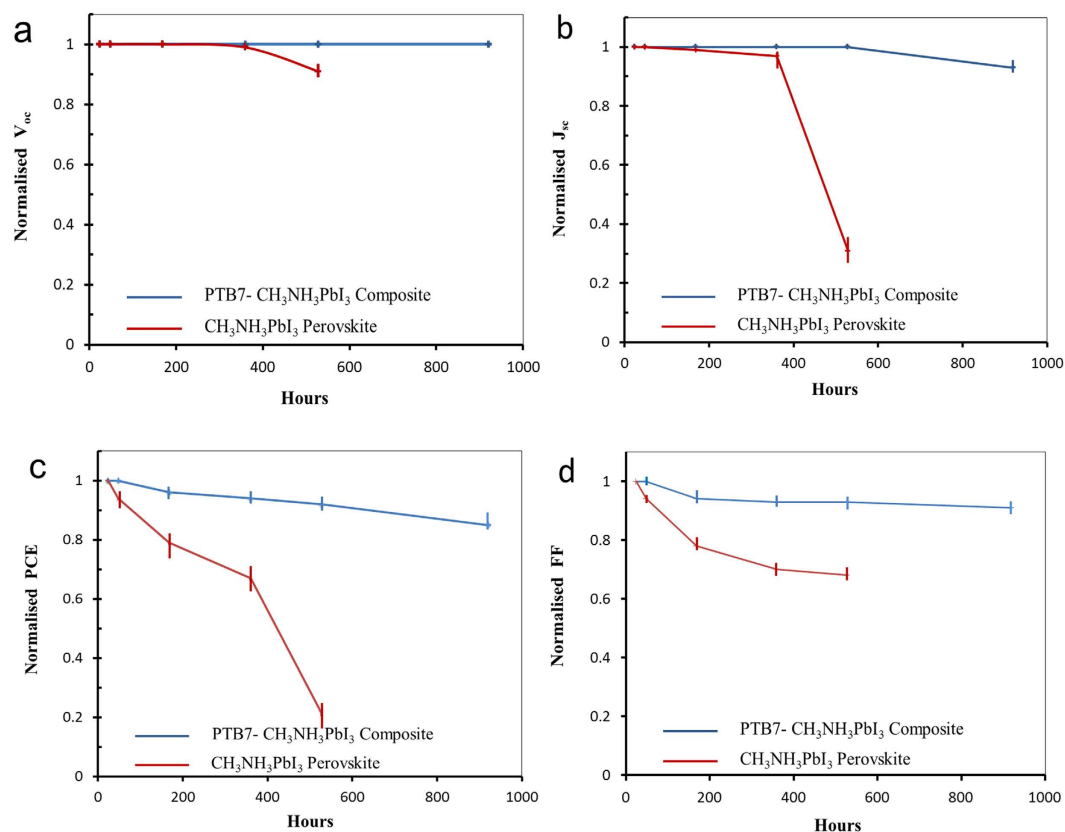 a
Normalised V_oc
1
0.8
0.6
0.4
0.2
0
PTB7- CH₃NH₃PbI₃ Composite
CH₃NH₃PbI₃ Perovskite
0 200 400 600 800 1000
Hours
b
Normalised J_sc
1
0.8
0.6
0.4
0.2
0
PTB7- CH₃NH₃PbI₃ Composite
CH₃NH₃PbI₃ Perovskite
0 200 400 600 800 1000
Hours
c
Normalised PCE
1
0.8
0.6
0.4
0.2
0
PTB7- CH₃NH₃PbI₃ Composite
CH₃NH₃PbI₃ Perovskite
0 200 400 600 800 1000
Hours
d
Normalised FF
1
0.8
0.6
0.4
0.2
0
PTB7- CH₃NH₃PbI₃ Composite
CH₃NH₃PbI₃ Perovskite
0 200 400 600 800 1000
Hours